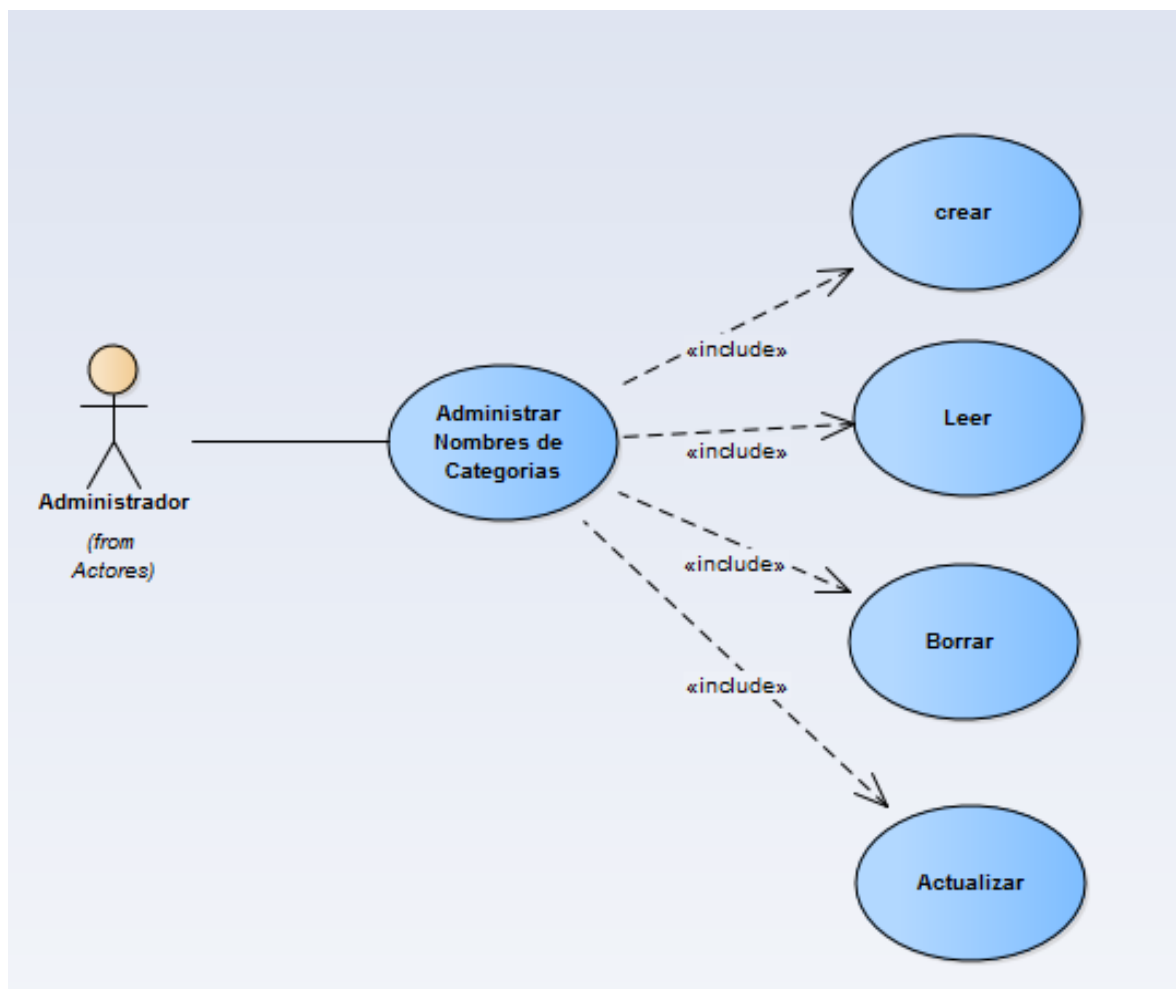 crear
«include»
Leer
Administrar
Nombres de
Categorias
«include»
Administrador
(from
Actores)
«include»
Borrar
«include»
Actualizar